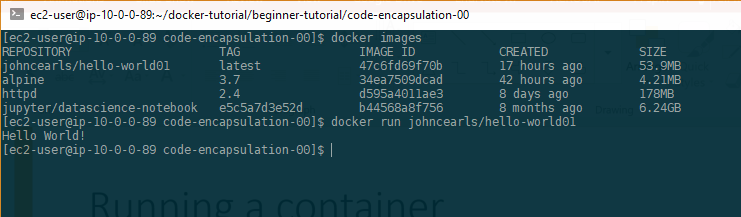 ec2-user@ip-10-0-0-89:~/docker-tutorial/beginner-tutorial/code-encapsulation-00
[ec2-user@ip-10-0-0-89 code-encapsulation-00]$ docker images
REPOSITORY TAG IMAGE ID CREATED SIZE
johncearls/hello-world01 latest 47c6fd69f70b 17 hours ago 53.9MB
alpine 3.7 34ea7509dcad 42 hours ago 4.21MB
httpd 2.4 d595a4011ae3 8 days ago 178MB
jupyter/datascience-notebook e5c5a7d3e52d b44568a8f756 8 months ago 6.24GB
[ec2-user@ip-10-0-0-89 code-encapsulation-00]$ docker run johncearls/hello-world01
Hello World!
[ec2-user@ip-10-0-0-89 code-encapsulation-00]$
Running a container